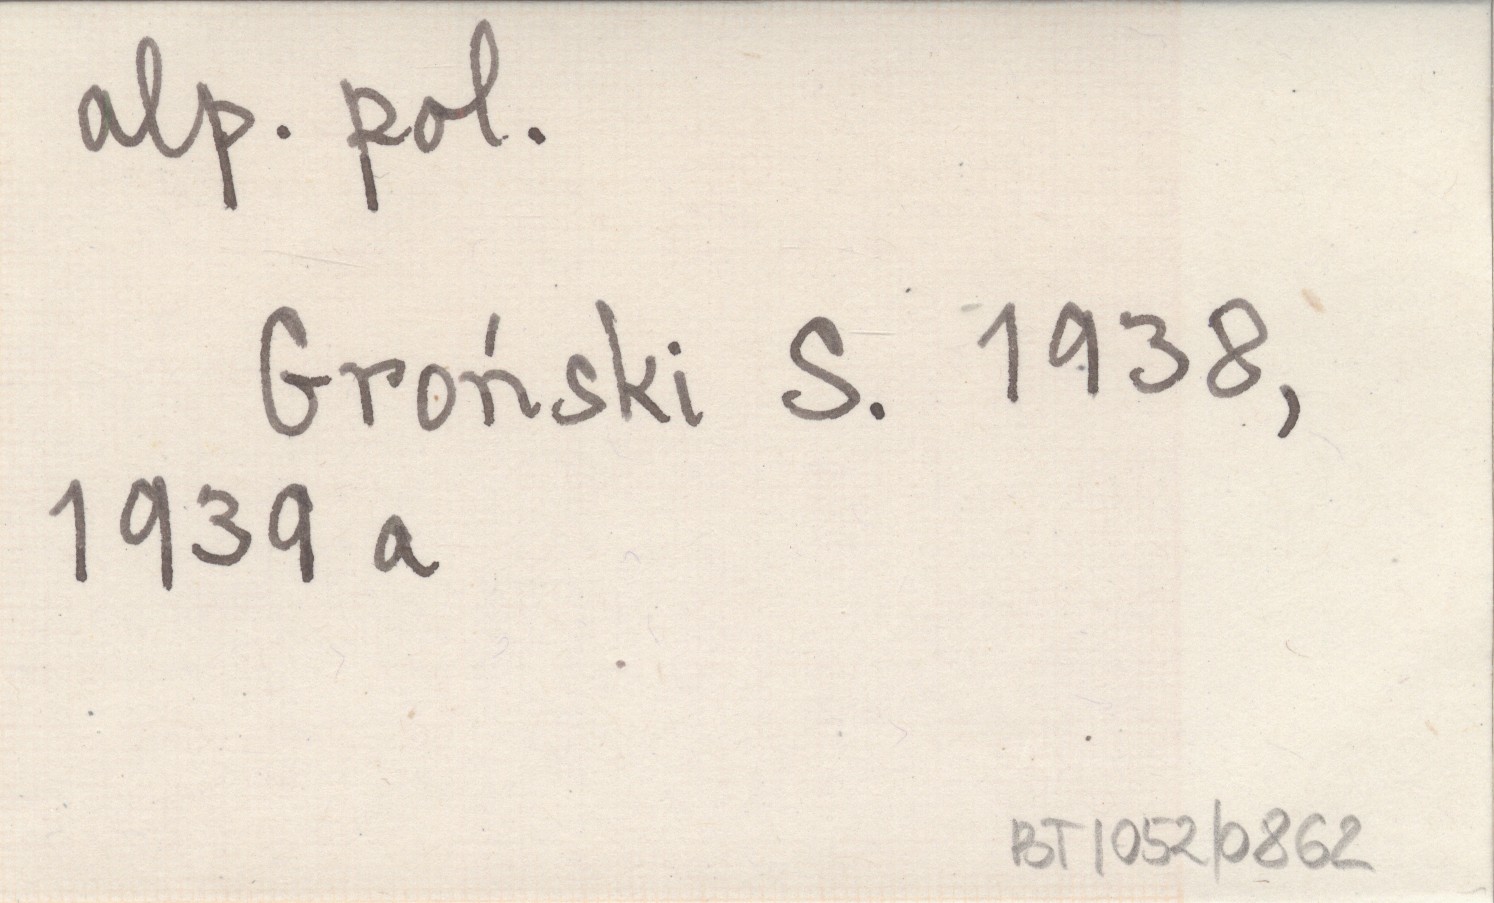 alp. pol.
Groński S. 1938,
1939 a
BT1052/0862